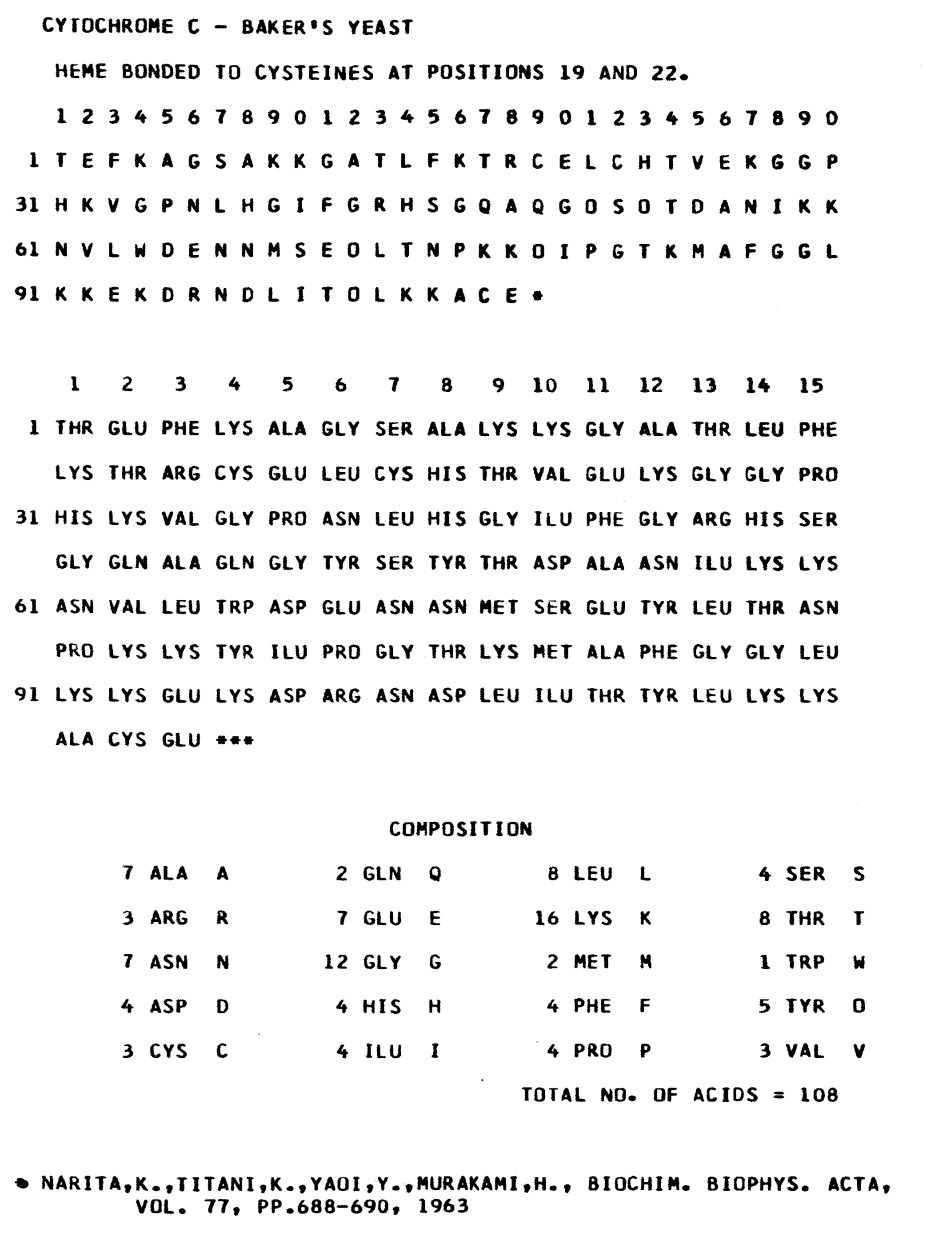 CYTOCHROME C - BAKER'S YEAST
HEME BONDED TO CYSTEINES AT POSITIONS 19 AND 22.
1 2 3 4 5 6 7 8 9 0 1 2 3 4 5 6 7 8 9 0 1 2 3 4 5 6 7 8 9 0
1 T E F K A G S A K K G A T L F K T R C E L C H T V E K G G P
31 H K V G P N L H G I F G R H S G Q A Q G O S O T D A N I K K
61 N V L W D E N N M S E O L T N P K K O I P G T K M A F G G L
91 K K E K D R N D L I T O L K K A C E *
1 2 3 4 5 6 7 8 9 10 11 12 13 14 15
1 THR GLU PHE LYS ALA GLY SER ALA LYS LYS GLY ALA THR LEU PHE
LYS THR ARG CYS GLU LEU CYS HIS THR VAL GLU LYS GLY GLY PRO
31 HIS LYS VAL GLY PRO ASN LEU HIS GLY ILU PHE GLY ARG HIS SER
GLY GLN ALA GLN GLY TYR SER TYR THR ASP ALA ASN ILU LYS LYS
61 ASN VAL LEU TRP ASP GLU ASN ASN MET SER GLU TYR LEU THR ASN
PRO LYS LYS TYR ILU PRO GLY THR LYS MET ALA PHE GLY GLY LEU
91 LYS LYS GLU LYS ASP ARG ASN ASP LEU ILU THR TYR LEU LYS LYS
ALA CYS GLU ***
COMPOSITION
7 ALA A 2 GLN Q 8 LEU L 4 SER S
3 ARG R 7 GLU E 16 LYS K 8 THR T
7 ASN N 12 GLY G 2 MET M 1 TRP W
4 ASP D 4 HIS H 4 PHE F 5 TYR O
3 CYS C 4 ILU I 4 PRO P 3 VAL V
TOTAL NO. OF ACIDS = 108
* NARITA,K.,TITANI,K.,YAOI,Y.,MURAKAMI,H., BIOCHIM. BIOPHYS. ACTA,
VOL. 77, PP.688-690, 1963